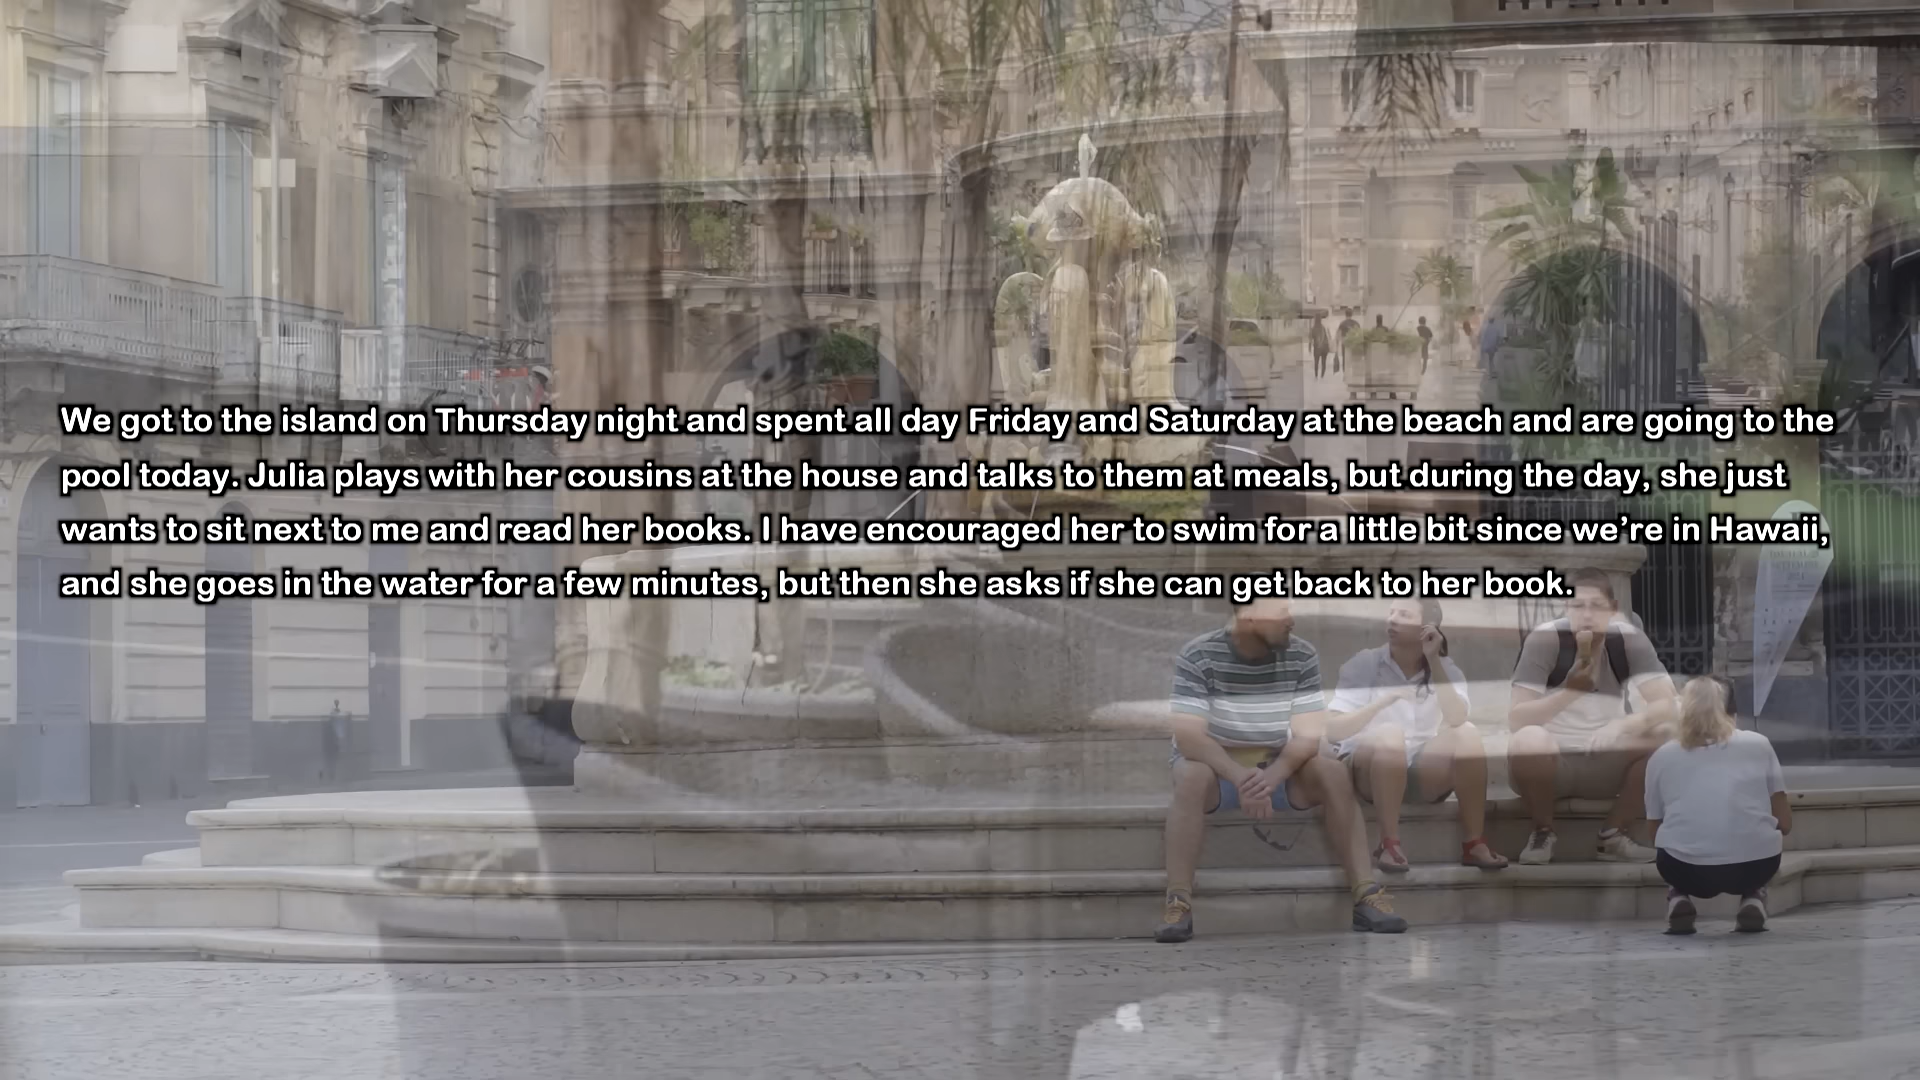 We got to the island on Thursday night and spent all day Friday and Saturday at the beach and are going to the
pool today. Julia plays with her cousins at the house and talks to them at meals, but during the day, she just
wants to sit next to me and read her books. I have encouraged her to swim for a little bit since we’re in Hawaii,
and she goes in the water for a few minutes, but then she asks if she can get back to her book.